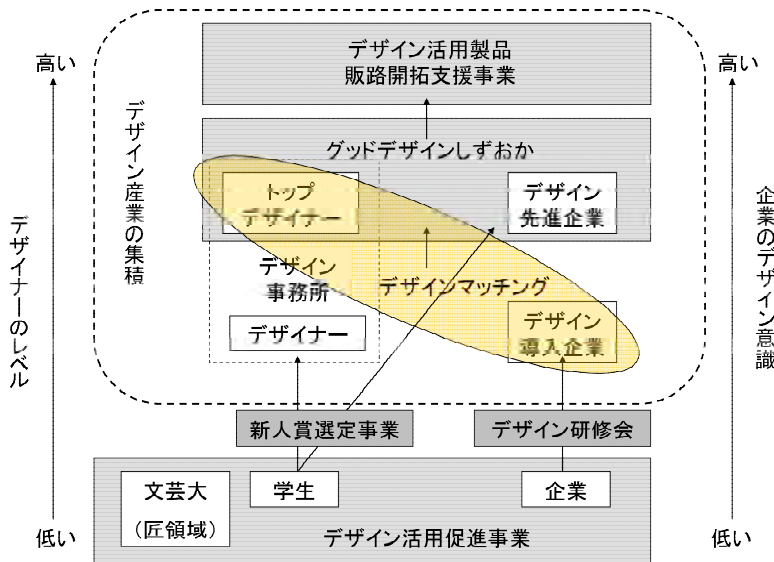 デザイン活用製品
販路開拓支援事業
高い
高い
デザイン産業の集積
グッドデザインしずおか
トップ
デザイナー
デザイン
先進企業
デザイナーのレベル
企業のデザイン意識
デザイン
事務所
デザインマッチング
デザイナー
デザイン
導入企業
新人賞選定事業
デザイン研修会
文芸大
（匠領域）
学生
企業
デザイン活用促進事業
低い
低い